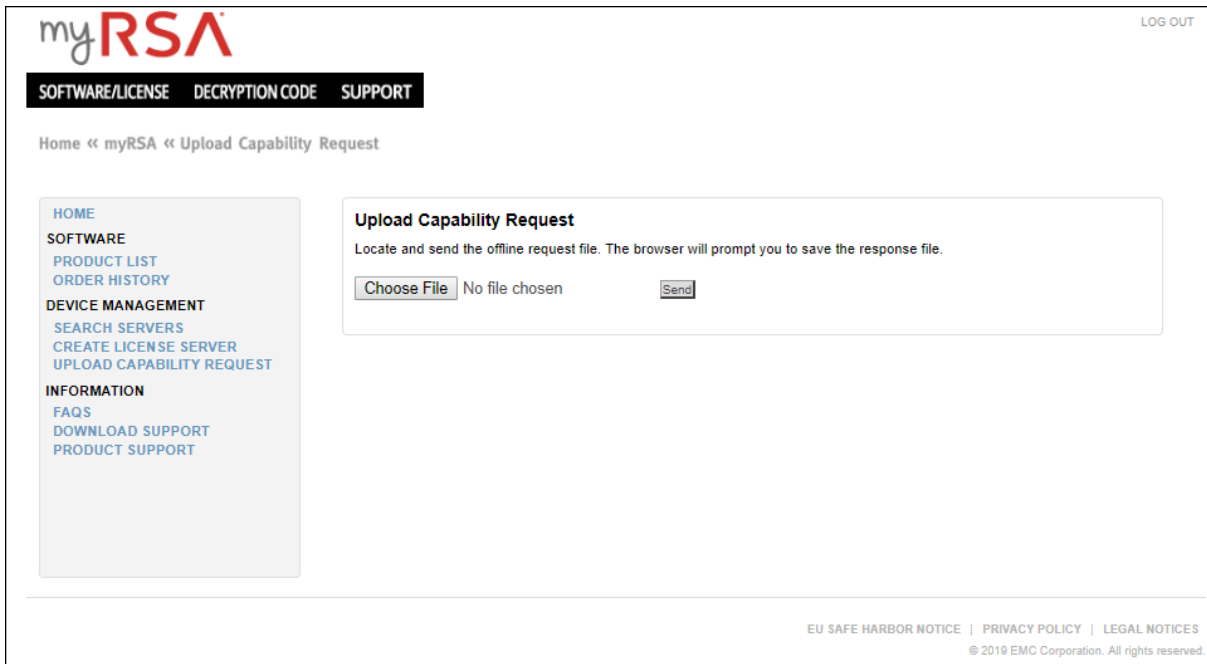 myRSA
LOG OUT
SOFTWARE/LICENSE DECRYPTION CODE SUPPORT
Home « myRSA « Upload Capability Request
HOME
SOFTWARE
PRODUCT LIST
ORDER HISTORY
DEVICE MANAGEMENT
SEARCH SERVERS
CREATE LICENSE SERVER
UPLOAD CAPABILITY REQUEST
INFORMATION
FAQS
DOWNLOAD SUPPORT
PRODUCT SUPPORT
Upload Capability Request
Locate and send the offline request file. The browser will prompt you to save the response file.
Choose File No file chosen Send
EU SAFE HARBOR NOTICE | PRIVACY POLICY | LEGAL NOTICES
© 2019 EMC Corporation. All rights reserved.